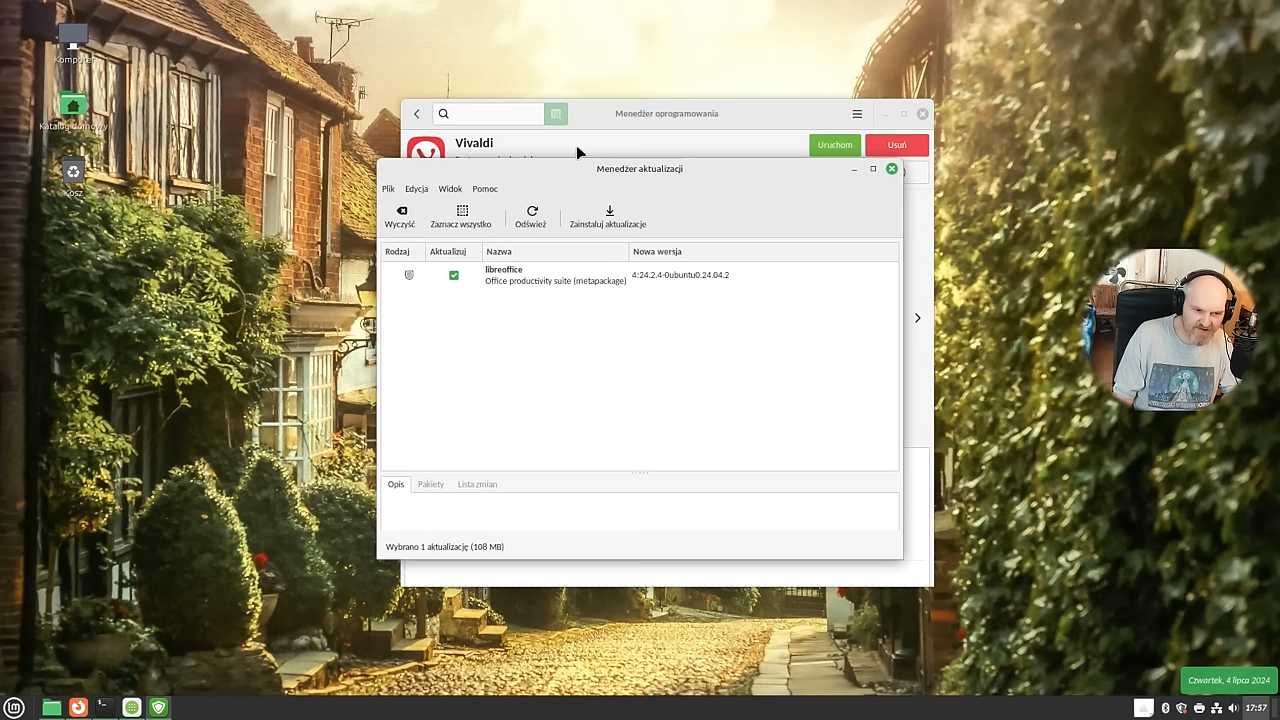 Komputer
Katalog domowy
Kosz
Menedżer oprogramowania
Vivaldi
Uruchom
Usuń
Menedżer aktualizacji
Plik Edycja Widok Pomoc
Wyczyść Zaznacz wszystko Odśwież Zainstaluj aktualizacje
Rodzaj Aktualizuj Nazwa Nowa wersja
libreoffice
Office productivity suite (metapackage) 4:24.2.4-0ubuntu0.24.04.2
Opis Pakiety Lista zmian
Wybrano 1 aktualizację (108 MB)
Czwartek, 4 lipca 2024
17:57